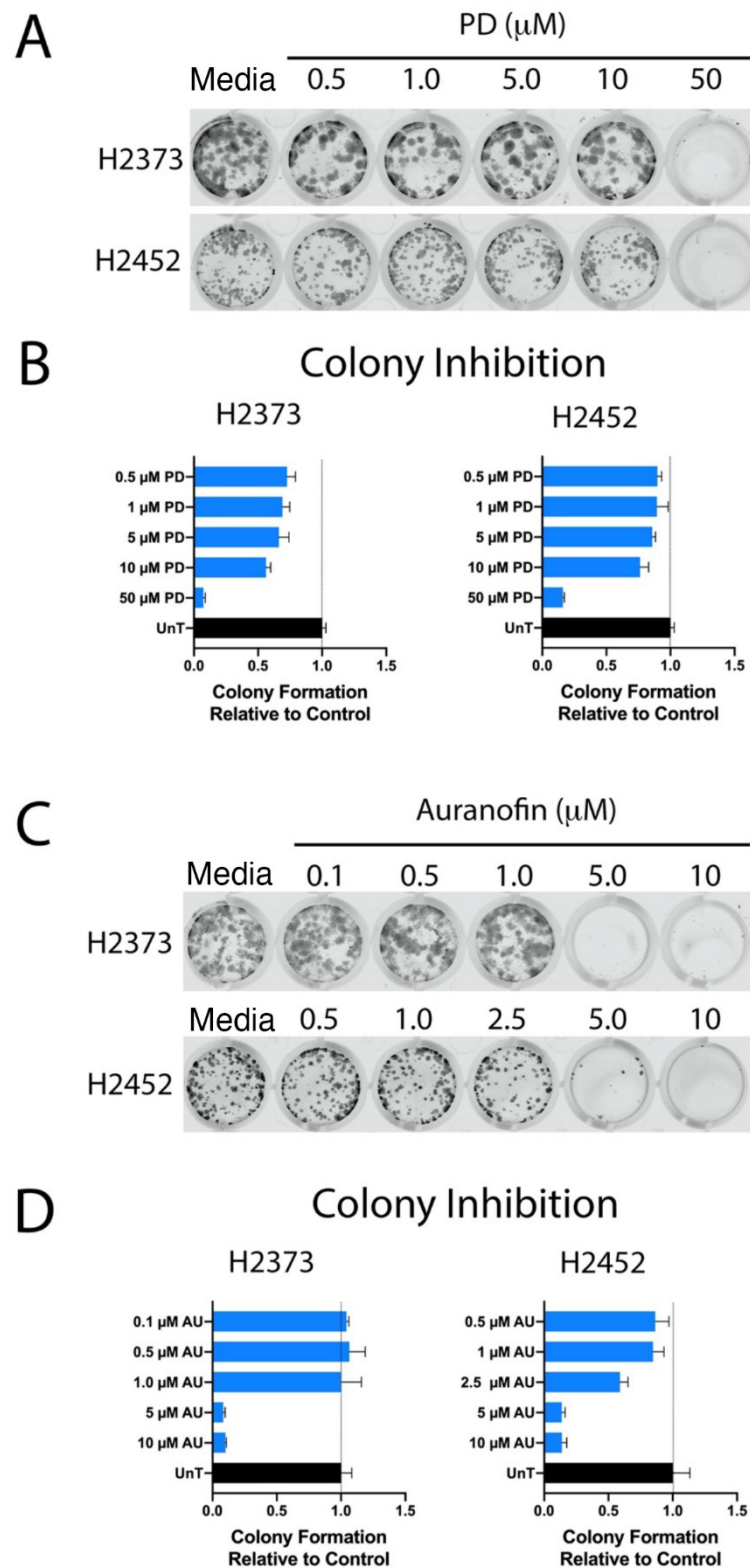 A
PD (μM)
Media 0.5 1.0 5.0 10 50
H2373
H2452
B
Colony Inhibition
H2373 H2452
0.5 μM PD 0.5 μM PD
1 μM PD 1 μM PD
5 μM PD 5 μM PD
10 μM PD 10 μM PD
50 μM PD 50 μM PD
UnT UnT
0.0 0.5 1.0 1.5 0.0 0.5 1.0 1.5
Colony Formation Colony Formation
Relative to Control Relative to Control
C
Auranofin (μM)
Media 0.1 0.5 1.0 5.0 10
H2373
Media 0.5 1.0 2.5 5.0 10
H2452
D
Colony Inhibition
H2373 H2452
0.1 μM AU 0.5 μM AU
0.5 μM AU 1 μM AU
1.0 μM AU 2.5 μM AU
5 μM AU 5 μM AU
10 μM AU 10 μM AU
UnT UnT
0.0 0.5 1.0 1.5 0.0 0.5 1.0 1.5
Colony Formation Colony Formation
Relative to Control Relative to Control